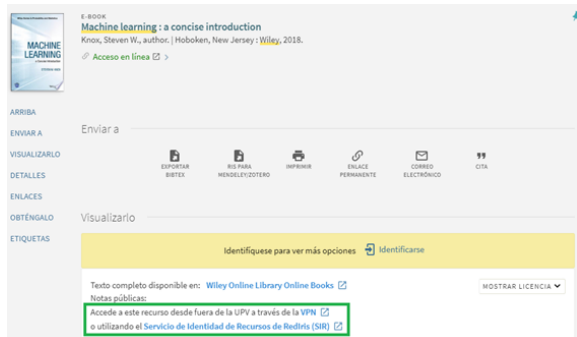 E-BOOK
Machine learning : a concise introduction
Knox, Steven W., author. | Hoboken, New Jersey : Wiley, 2018.
Acceso en línea >
MACHINE
LEARNING
ARRIBA
ENVIAR A
VISUALIZARLO
DETALLES
ENLACES
OBTÉNGALO
ETIQUETAS
Enviar a
EXPORTAR BIBTEX
RIS PARA MENDELEY/ZOTERO
IMPRIMIR
ENLACE PERMANENTE
CORREO ELECTRÓNICO
CITA
Visualizarlo
Identifíquese para ver más opciones Identificarse
Texto completo disponible en: Wiley Online Library Online Books
MOSTRAR LICENCIA
Notas públicas:
Accede a este recurso desde fuera de la UPV a través de la VPN
o utilizando el Servicio de Identidad de Recursos de RedIris (SIR)